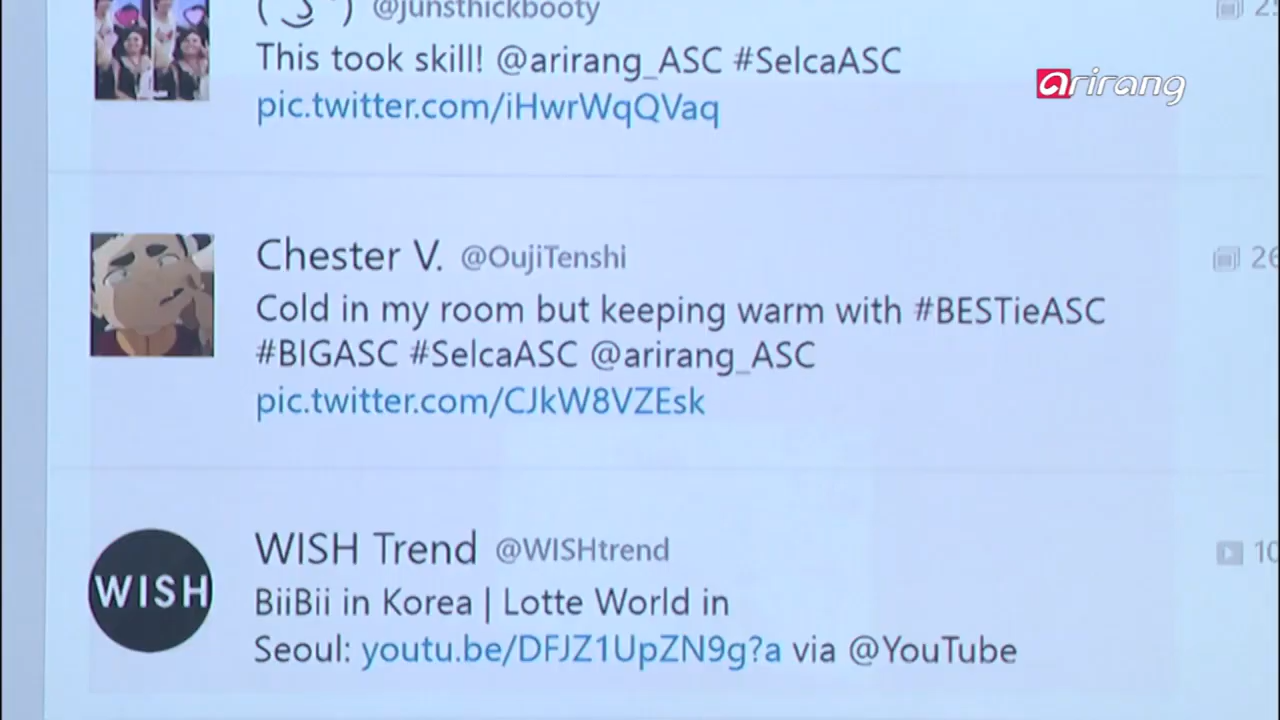 @junsthickbooty
This took skill! @arirang_ASC #SelcaASC
pic.twitter.com/iHwrWqQVaq
arirang
Chester V. @OujiTenshi
Cold in my room but keeping warm with #BESTieASC
#BIGASC #SelcaASC @arirang_ASC
pic.twitter.com/CJkW8VZEsk
WISH
WISH Trend @WISHtrend
BiiBii in Korea | Lotte World in
Seoul: youtu.be/DFJZ1UpZN9g?a via @YouTube